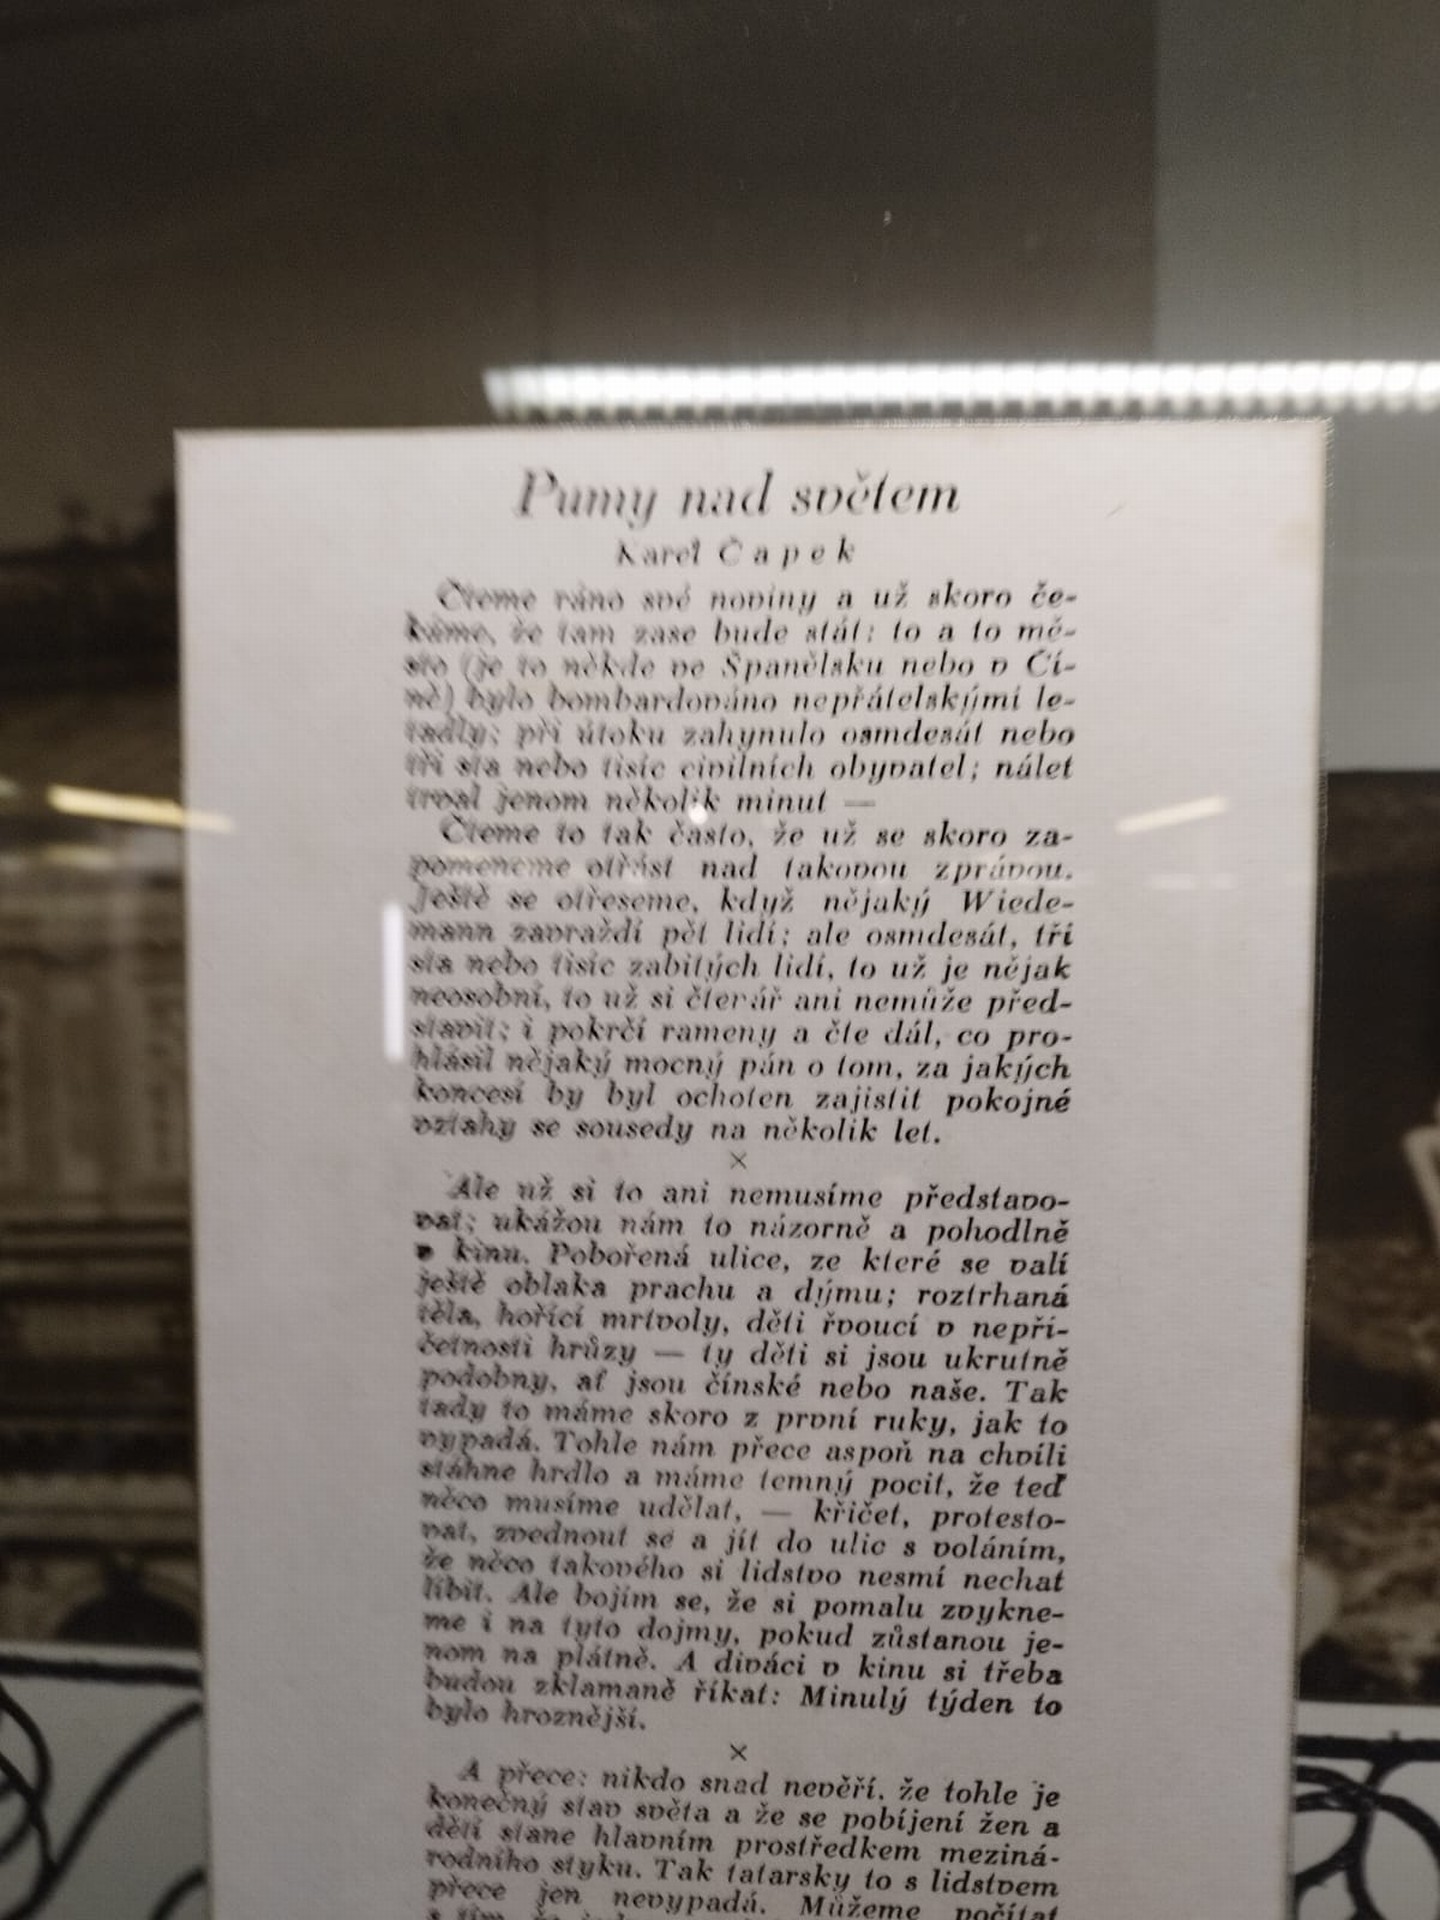 Pumy nad světem
Karel Čapek
Čteme ráno své noviny a už skoro če-
káme, že tam zase bude stát: to a to mě-
sto (je to někde ve Španělsku nebo v Čí-
ně) bylo bombardováno nepřátelskými le-
tadly; při útoku zahynulo osmdesát nebo
tři sta nebo tisíc civilních obyvatel; nálet
trval jenom několik minut —
Čteme to tak často, že už se skoro za-
pomeneme otřást nad takovou zprávou.
Ještě se otřeseme, když nějaký Wiede-
mann zavraždí pět lidí; ale osmdesát, tři
sta nebo tisíc zabitých lidí, to už je nějak
neosobní, to už si čtenář ani nemůže před-
stavit; i pokrčí rameny a čte dál, co pro-
hlásil nějaký mocný pán o tom, za jakých
koncesí by byl ochoten zajistit pokojné
vztahy se sousedy na několik let.
×
Ale už si to ani nemusíme představo-
vat; ukážou nám to názorně a pohodlně
v kinu. Pobořená ulice, ze které se valí
ještě oblaka prachu a dýmu; roztrhaná
těla, hořící mrtvoly, děti řvoucí v nepří-
četnosti hrůzy — ty děti si jsou ukrutně
podobny, ať jsou čínské nebo naše. Tak
tady to máme skoro z první ruky, jak to
vypadá. Tohle nám přece aspoň na chvíli
stáhne hrdlo a máme temný pocit, že teď
něco musíme udělat, — křičet, protesto-
vat, zvednout se a jít do ulic s voláním,
že něco takového si lidstvo nesmí nechat
líbit. Ale bojím se, že si pomalu zvykne-
me i na tyto dojmy, pokud zůstanou je-
nom na plátně. A diváci v kinu si třeba
budou zklamaně říkat: Minulý týden to
bylo hroznější.
×
A přece: nikdo snad nevěří, že tohle je
konečný stav světa a že se pobíjení žen a
dětí stane hlavním prostředkem meziná-
rodního styku. Tak tatarsky to s lidstvem
přece jen nevypadá. Můžeme počítat